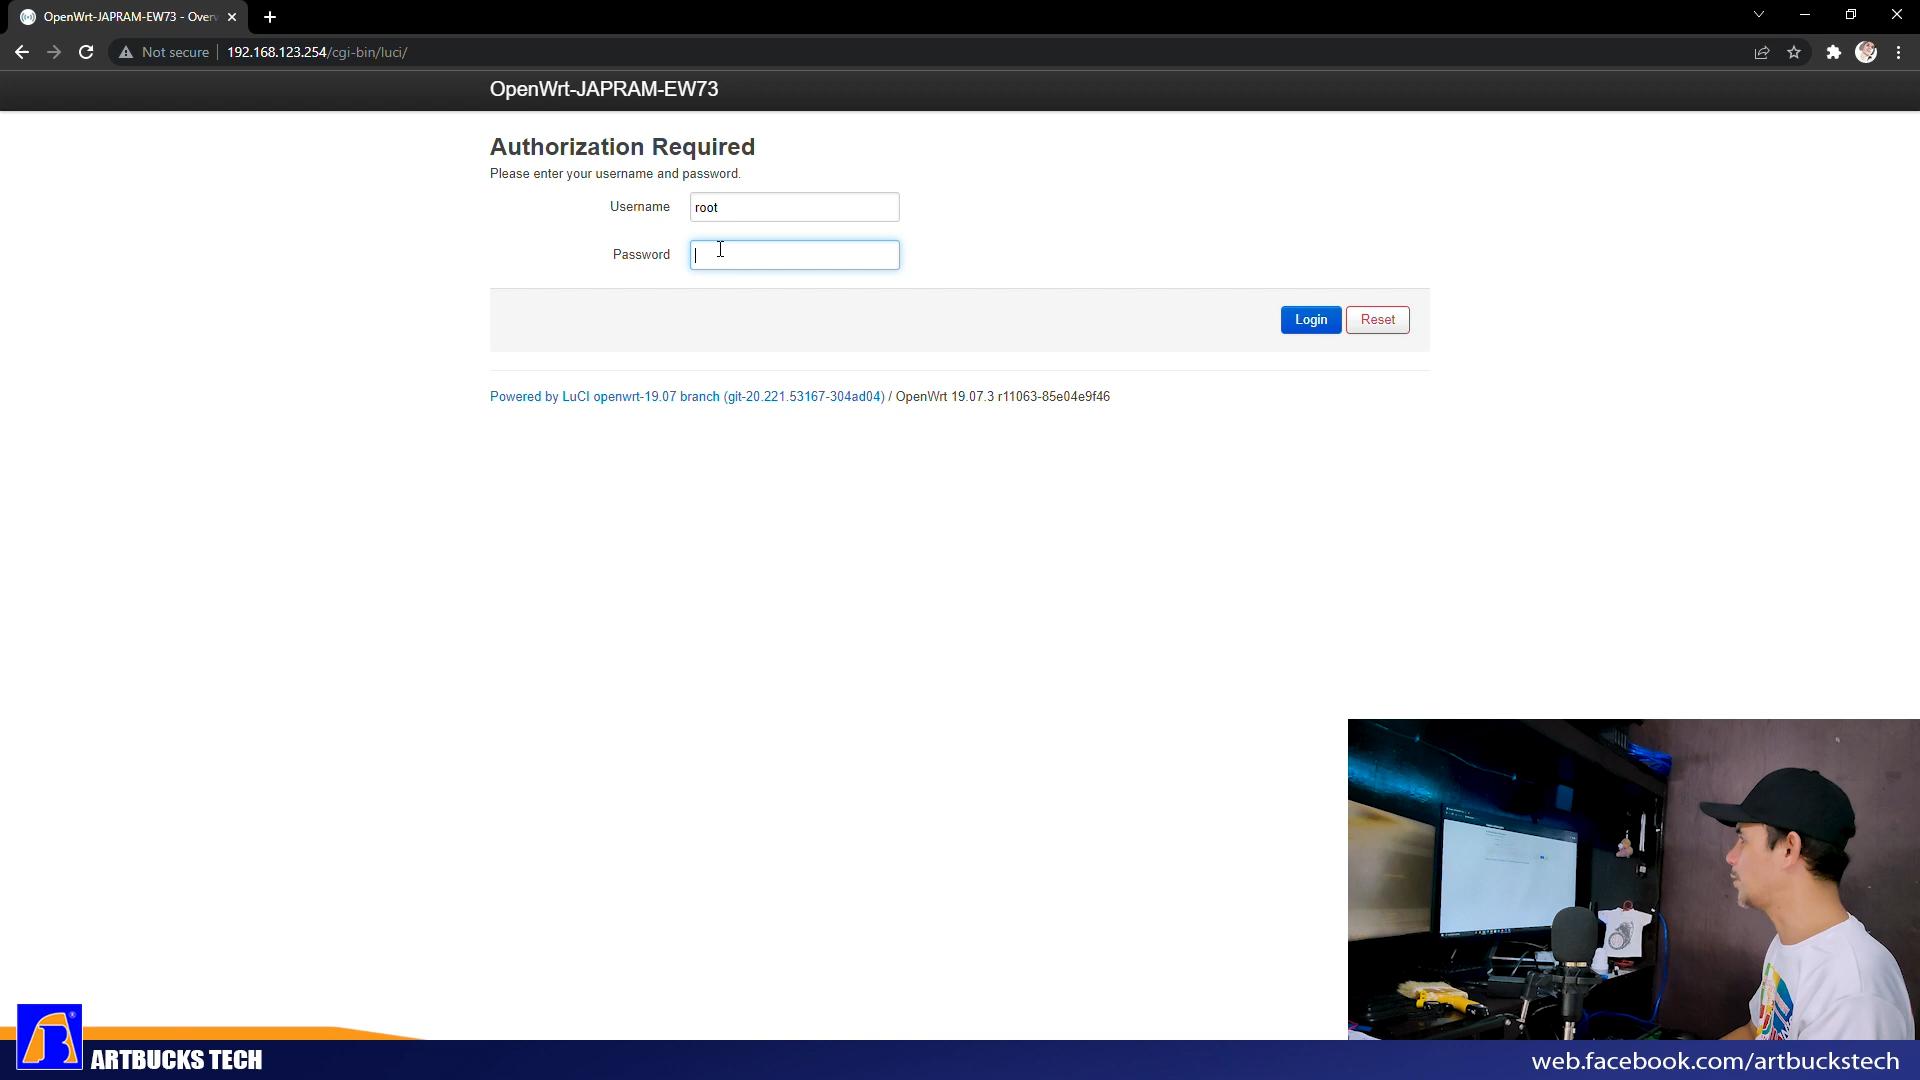 OpenWrt-JAPRAM-EW73 - Overv
Not secure
192.168.123.254/cgi-bin/luci/
OpenWrt-JAPRAM-EW73
Authorization Required
Please enter your username and password.
Username
root
Password
Login
Reset
Powered by LuCI openwrt-19.07 branch (git-20.221.53167-304ad04) / OpenWrt 19.07.3 r11063-85e04e9f46
ARTBUCKS TECH
web.facebook.com/artbuckstech